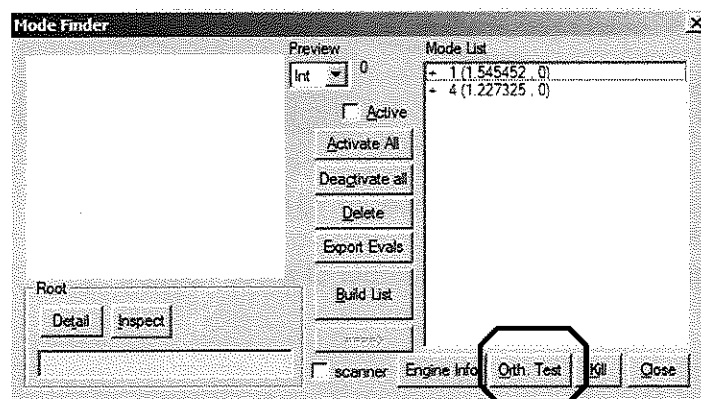 Mode Finder
Preview
Int
0
Active
Activate All
Deactivate all
Delete
Export Evals
Build List
Mode List
+ 1 (1.545452 , 0)
+ 4 (1.227325 , 0)
Root
Detail
Inspect
scanner
Engine Info
Orth. Test
Kill
Close